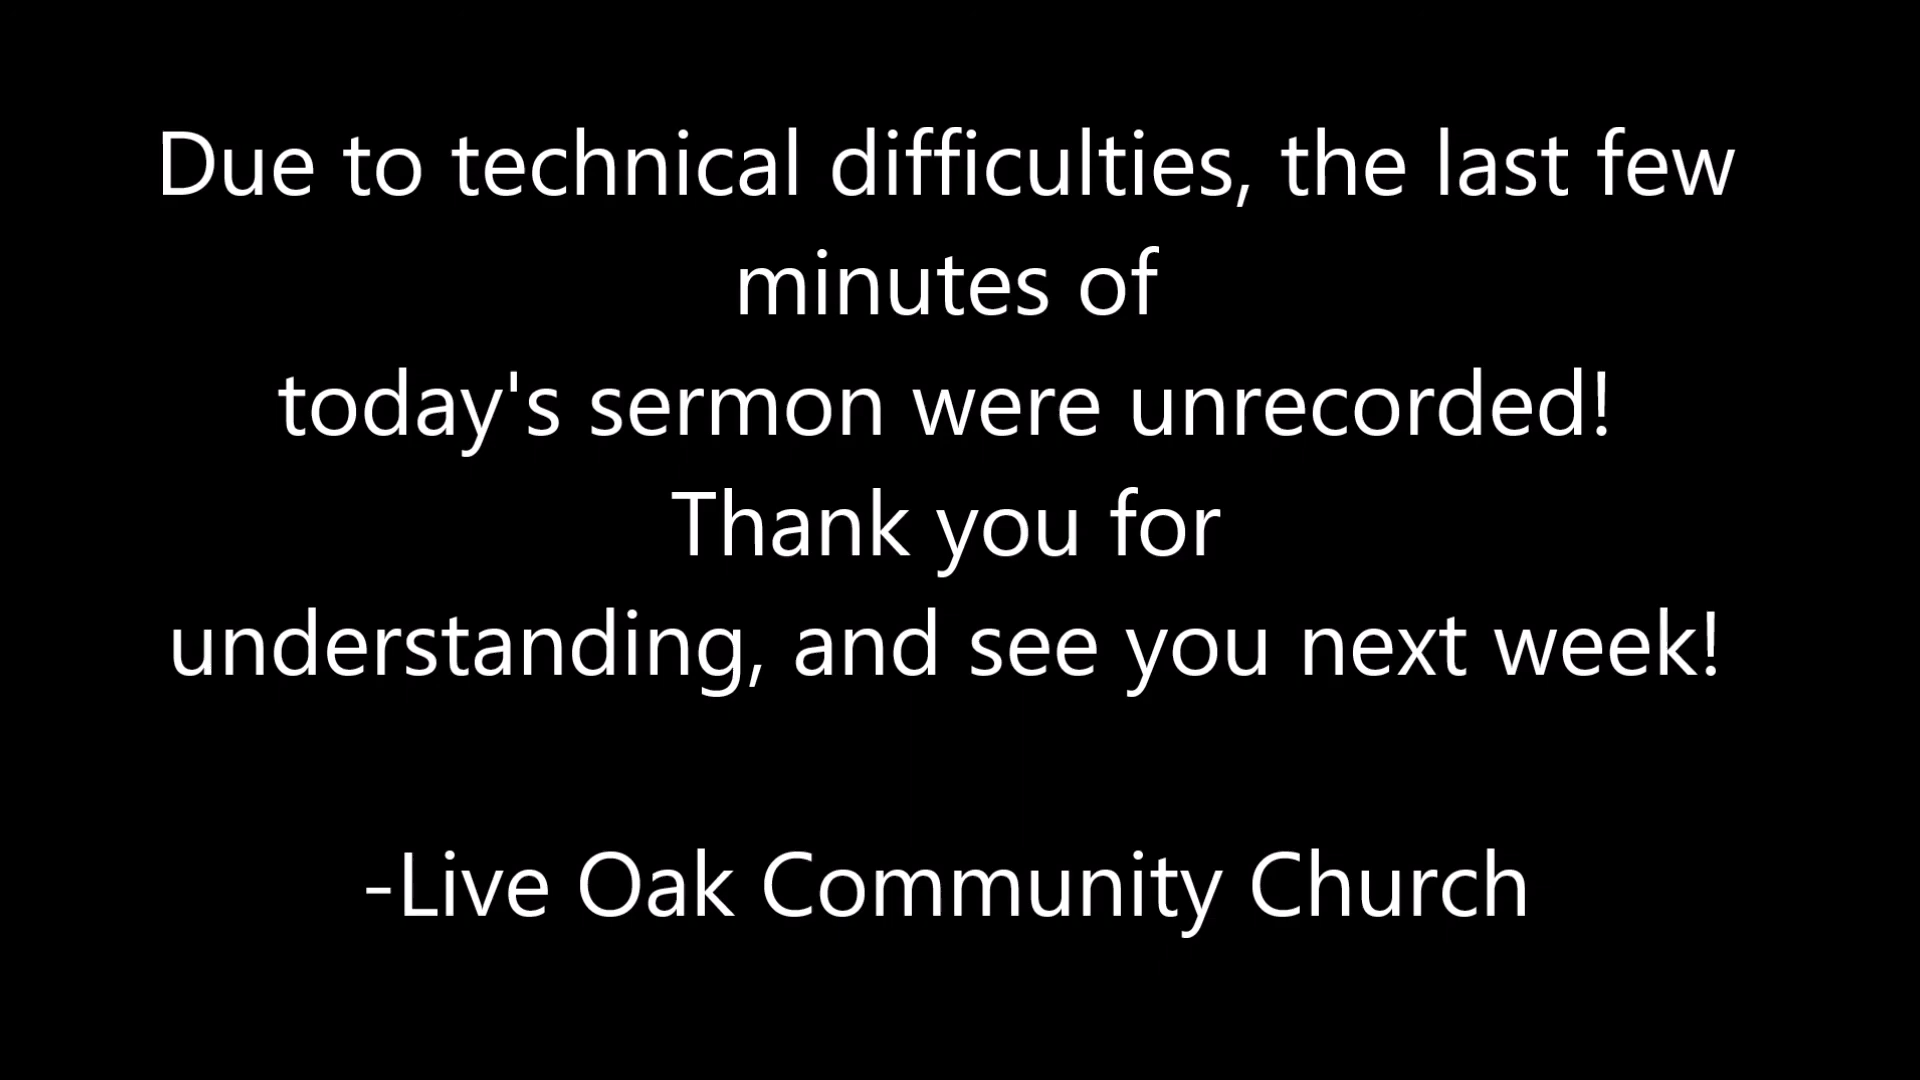 Due to technical difficulties, the last few
minutes of
today's sermon were unrecorded!
Thank you for
understanding, and see you next week!
-Live Oak Community Church